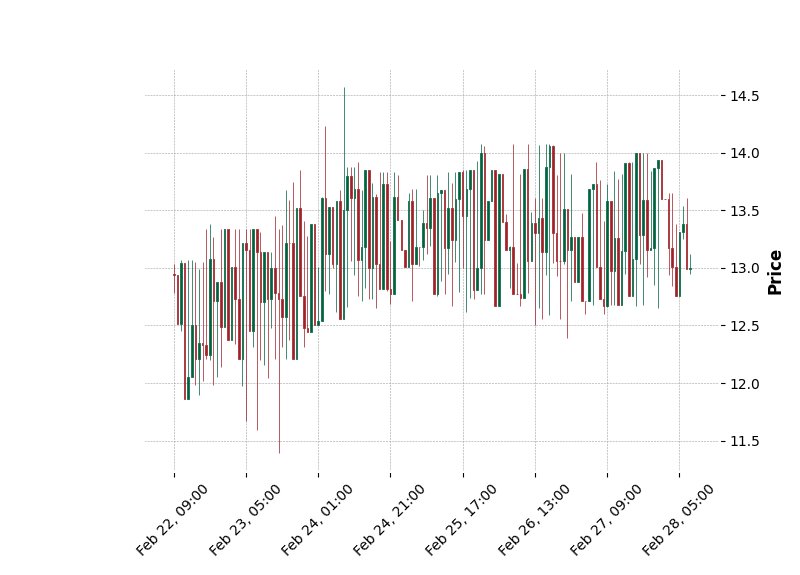 14.5
14.0
13.5
13.0
12.5
12.0
11.5
Price
Feb 22, 09:00
Feb 23, 05:00
Feb 24, 01:00
Feb 24, 21:00
Feb 25, 17:00
Feb 26, 13:00
Feb 27, 09:00
Feb 28, 05:00